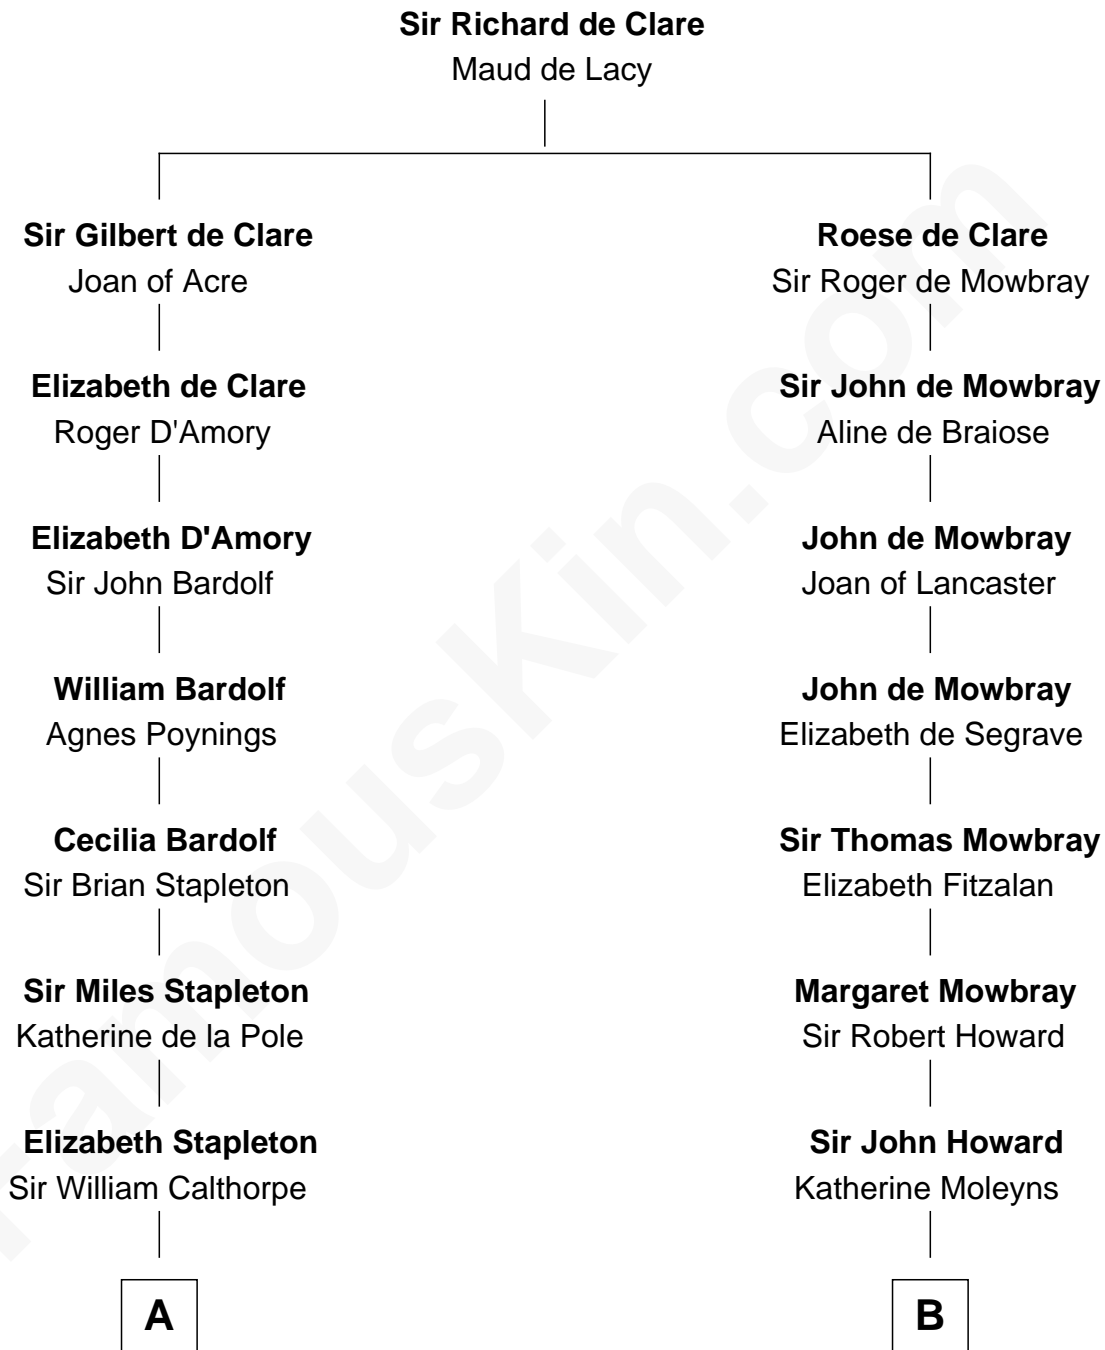 Sir Richard de Clare
Maud de Lacy
Sir Gilbert de Clare
Joan of Acre
Roese de Clare
Sir Roger de Mowbray
Elizabeth de Clare
Roger D'Amory
Sir John de Mowbray
Aline de Braiose
Elizabeth D'Amory
Sir John Bardolf
John de Mowbray
Joan of Lancaster
William Bardolf
Agnes Poynings
John de Mowbray
Elizabeth de Segrave
Cecilia Bardolf
Sir Brian Stapleton
Sir Thomas Mowbray
Elizabeth Fitzalan
Sir Miles Stapleton
Katherine de la Pole
Margaret Mowbray
Sir Robert Howard
Elizabeth Stapleton
Sir William Calthorpe
Sir John Howard
Katherine Moleyns
A
B
FamousKin.com